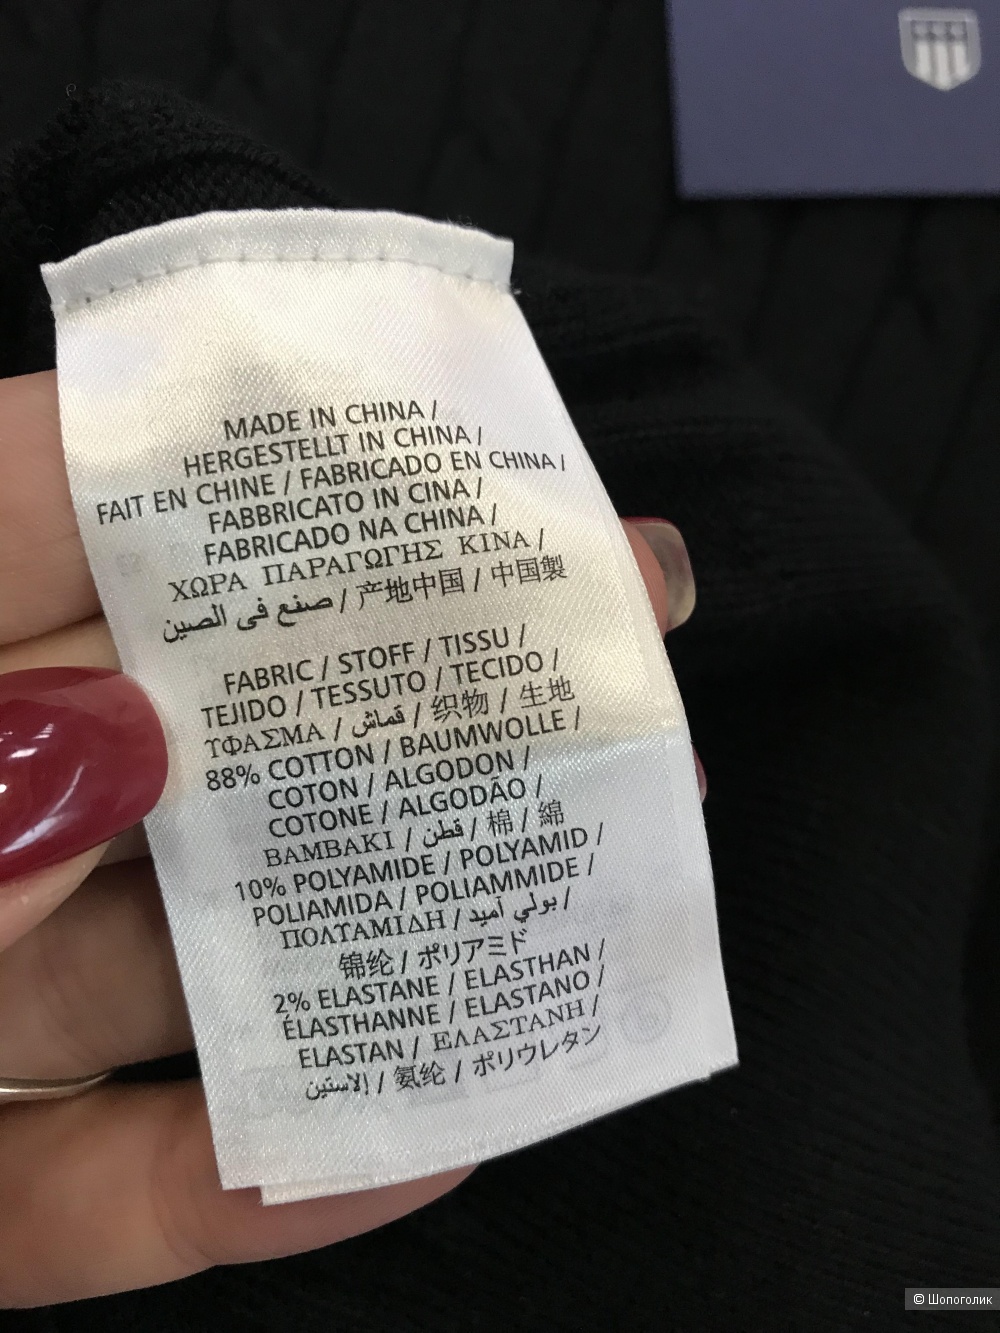 MADE IN CHINA /
HERGESTELLT IN CHINA /
FAIT EN CHINE / FABRICADO EN CHINA /
FABBRICATO IN CINA /
FABRICADO NA CHINA /
ΧΩΡΑ ΠΑΡΑΓΩΓΗΣ ΚΙΝΑ /
صنع في الصين / 产地中国 / 中国製
FABRIC / STOFF / TISSU /
TEJIDO / TESSUTO / TECIDO /
ΥΦΑΣΜΑ / قماش / 织物 / 生地
88% COTTON / BAUMWOLLE /
COTON / ALGODON /
COTONE / ALGODÃO /
ΒΑΜΒΑΚΙ / قطن / 棉 / 綿
10% POLYAMIDE / POLYAMID /
POLIAMIDA / POLIAMMIDE /
ΠΟΛΥΑΜΙΔΗ / بولي أميد /
锦纶 / ポリアミド
2% ELASTANE / ELASTHAN /
ÉLASTHANNE / ELASTANO /
ELASTAN / ΕΛΑΣΤΑΝΗ /
إلاستين / 氨纶 / ポリウレタン
© Шопоголик